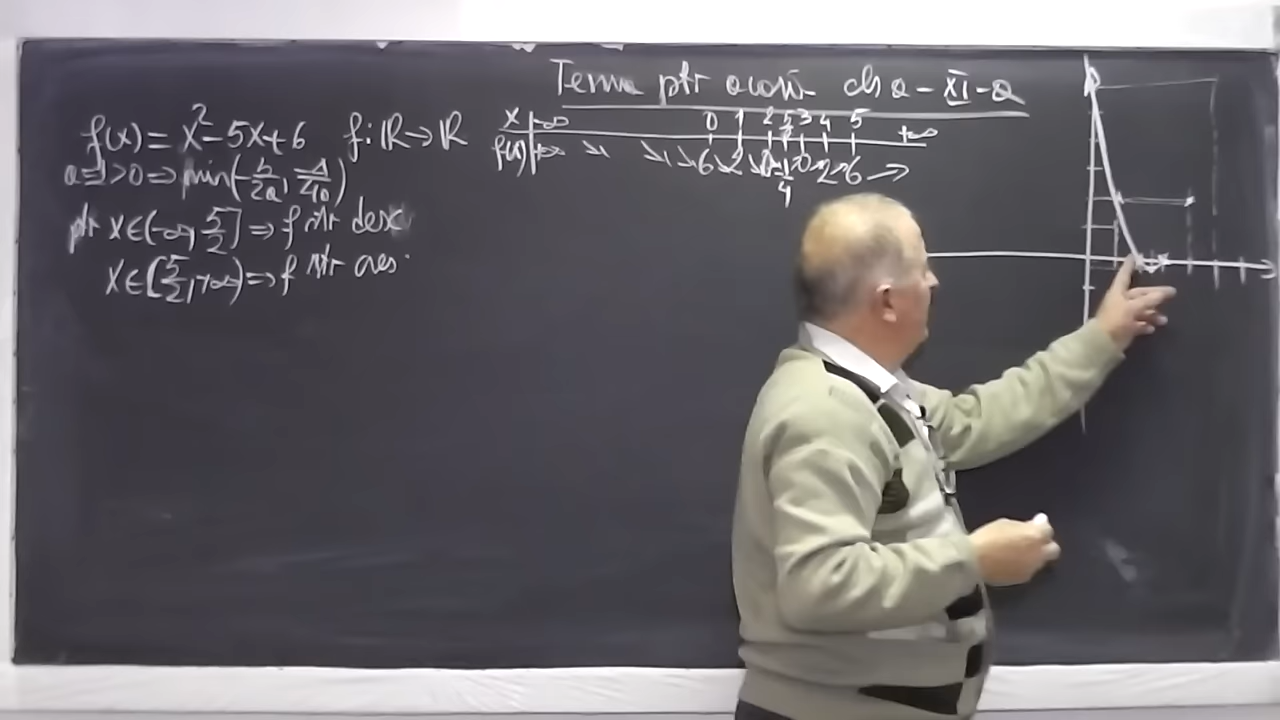 Tema ptr acasă cls a-XI-a
f(x) = x²-5x+6 f:ℝ→ℝ
a=1>0 ⇒ min(-b/2a, -Δ/4a)
ptr x∈(-∞, 5/2] ⇒ f str desc.
x∈[5/2, +∞) ⇒ f str cres.
x -∞ 0 1 2 5/2 3 4 5 +∞
f(x) +∞ ↘ ↘ ↘ 6 ↘ 2 ↘ 0 -1/4 0 ↗ 2 ↗ 6 →